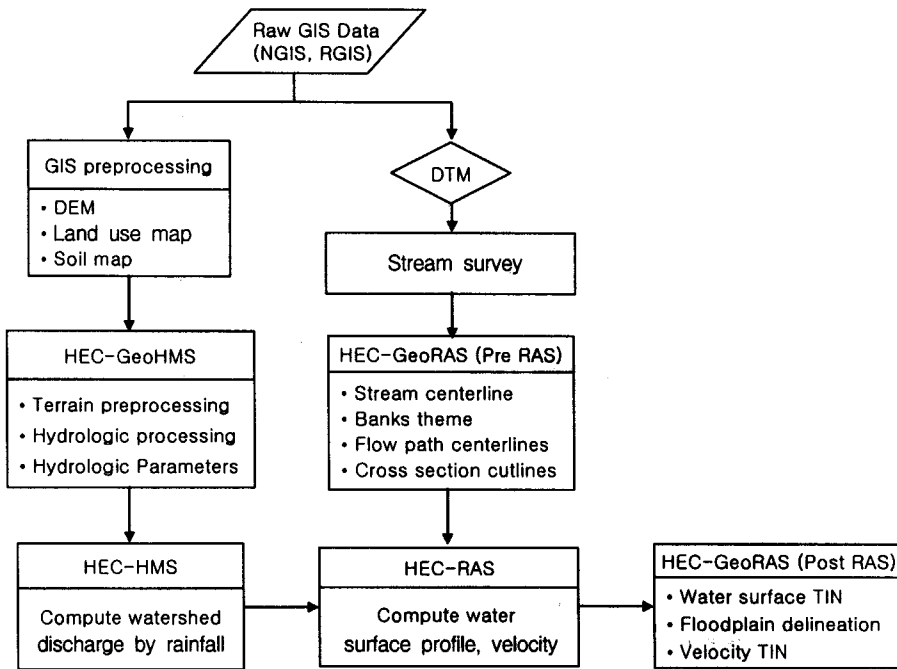 Raw GIS Data
(NGIS, RGIS)
GIS preprocessing
• DEM
• Land use map
• Soil map
DTM
Stream survey
HEC-GeoHMS
• Terrain preprocessing
• Hydrologic processing
• Hydrologic Parameters
HEC-GeoRAS (Pre RAS)
• Stream centerline
• Banks theme
• Flow path centerlines
• Cross section cutlines
HEC-HMS
Compute watershed
discharge by rainfall
HEC-RAS
Compute water
surface profile, velocity
HEC-GeoRAS (Post RAS)
• Water surface TIN
• Floodplain delineation
• Velocity TIN